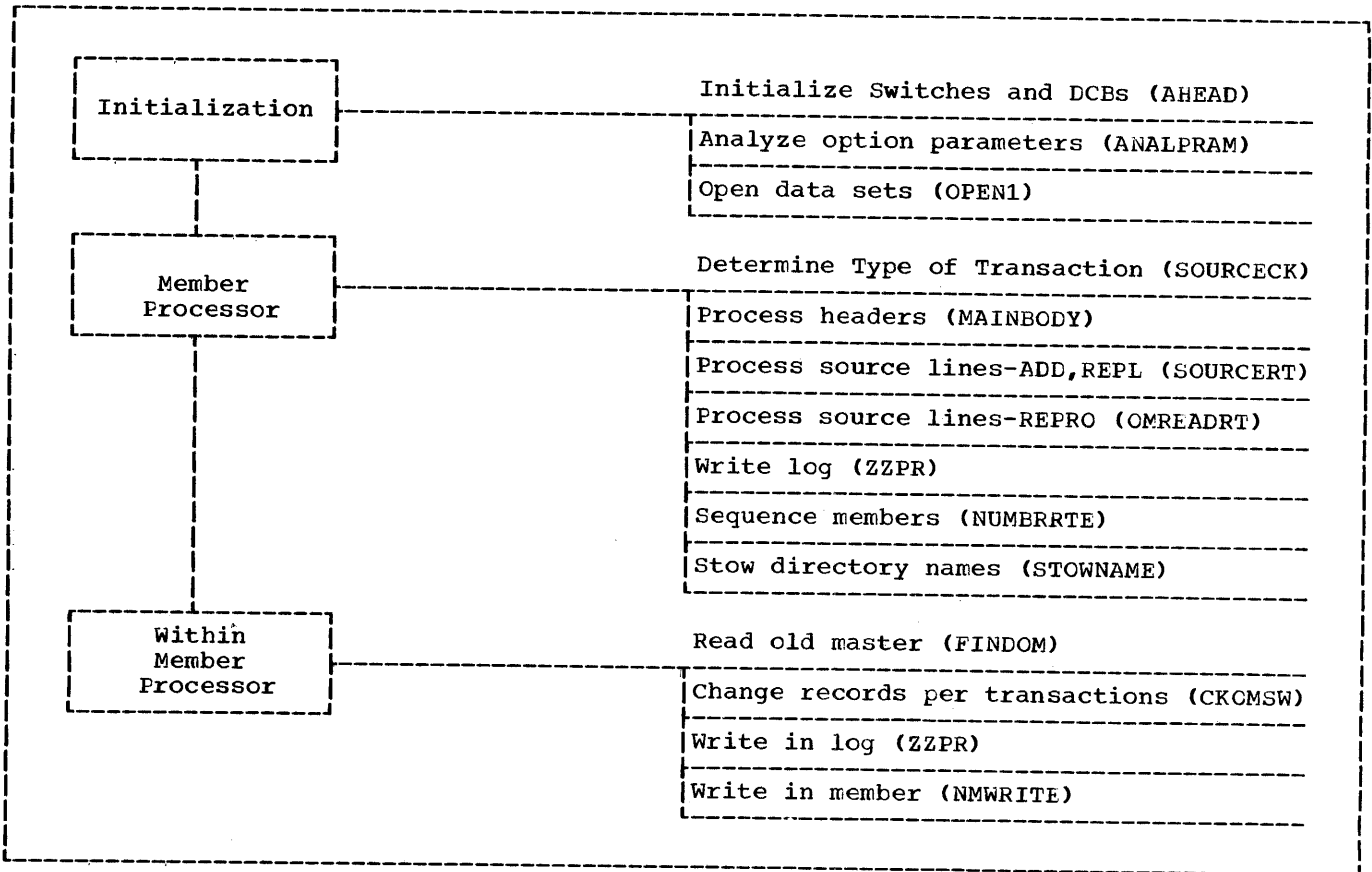 Initialization
Initialize Switches and DCBs (AHEAD)
Analyze option parameters (ANALPRAM)
Open data sets (OPEN1)
Member
Processor
Determine Type of Transaction (SOURCECK)
Process headers (MAINBODY)
Process source lines-ADD,REPL (SOURCERT)
Process source lines-REPRO (OMREADRT)
Write log (ZZPR)
Sequence members (NUMBRRTE)
Stow directory names (STOWNAME)
Within
Member
Processor
Read old master (FINDOM)
Change records per transactions (CKOMSW)
Write in log (ZZPR)
Write in member (NMWRITE)